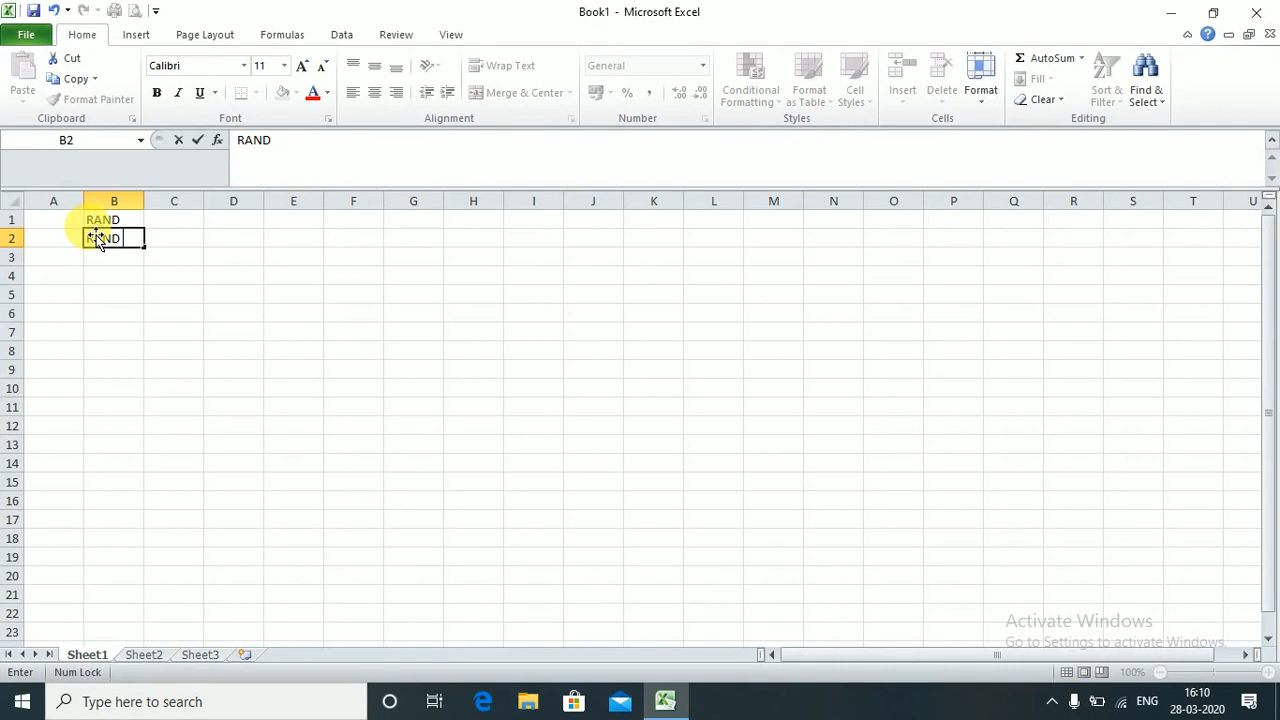 Book1 - Microsoft Excel
File Home Insert Page Layout Formulas Data Review View
Paste Cut Copy Format Painter
Calibri 11
B I U A
Wrap Text Merge & Center
General % ,
Conditional Formatting Format as Table Cell Styles
Insert Delete Format
Σ AutoSum Fill Clear Sort & Filter Find & Select
Clipboard Font Alignment Number Styles Cells Editing
B2 fx RAND
A B C D E F G H I J K L M N O P Q R S T U
1 RAND
2 RAND
3
4
5
6
7
8
9
10
11
12
13
14
15
16
17
18
19
20
21
22
23
Activate Windows
Go to Settings to activate Windows.
Sheet1 Sheet2 Sheet3
Enter Num Lock 100%
Type here to search
ENG 16:10
28-03-2020